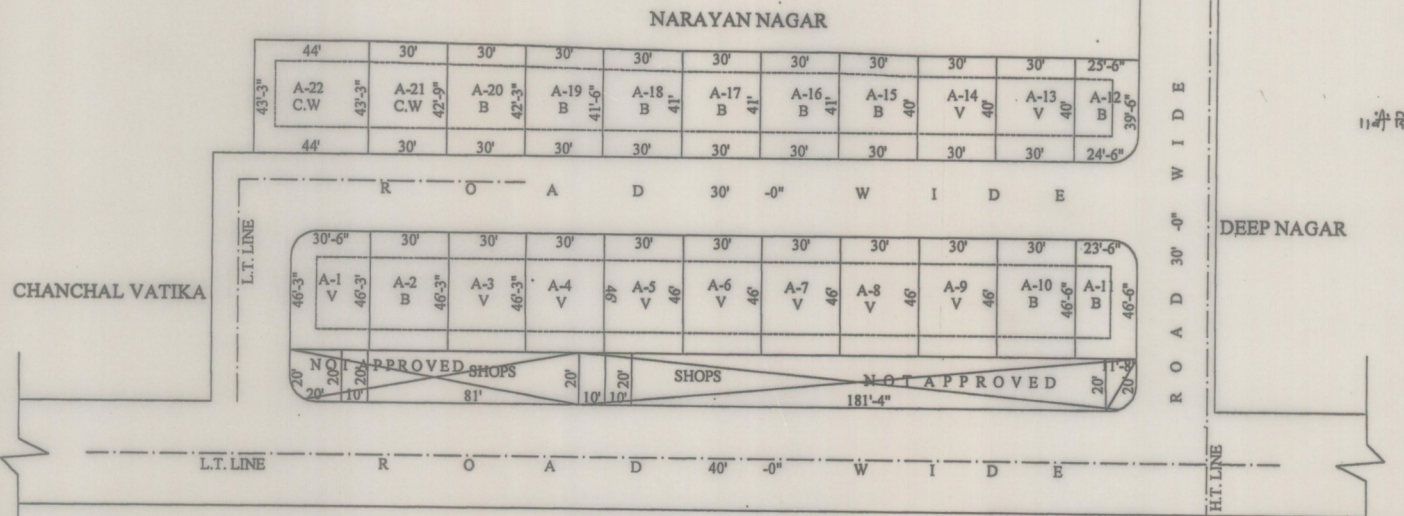 NARAYAN NAGAR
44' 30' 30' 30' 30' 30' 30' 30' 30' 30' 25'-6"
43'-3" A-22 43'-3" A-21 42'-9" A-20 42'-3" A-19 41'-6" A-18 41' A-17 41' A-16 41' A-15 40' A-14 40' A-13 40' A-12 39'-6"
C.W C.W B B B B B B V V B
44' 30' 30' 30' 30' 30' 30' 30' 30' 30' 24'-6"
ROAD 30'-0" WIDE
ROAD 30'-0" WIDE
DEEP NAGAR
L.T. LINE
CHANCHAL VATIKA
30'-6" 30' 30' 30' 30' 30' 30' 30' 30' 30' 23'-6"
46'-3" A-1 46'-3" A-2 46'-3" A-3 46'-3" A-4 46' A-5 46' A-6 46' A-7 46' A-8 46' A-9 46' A-10 46'-6" A-11 46'-6"
V B V V V V V V V B B
NOT APPROVED SHOPS SHOPS NOT APPROVED 11'-8
20' 20' 20' 20' 20' 20' 20'
20' 10' 81' 10' 10' 181'-4"
L.T. LINE ROAD 40'-0" WIDE
H.T. LINE